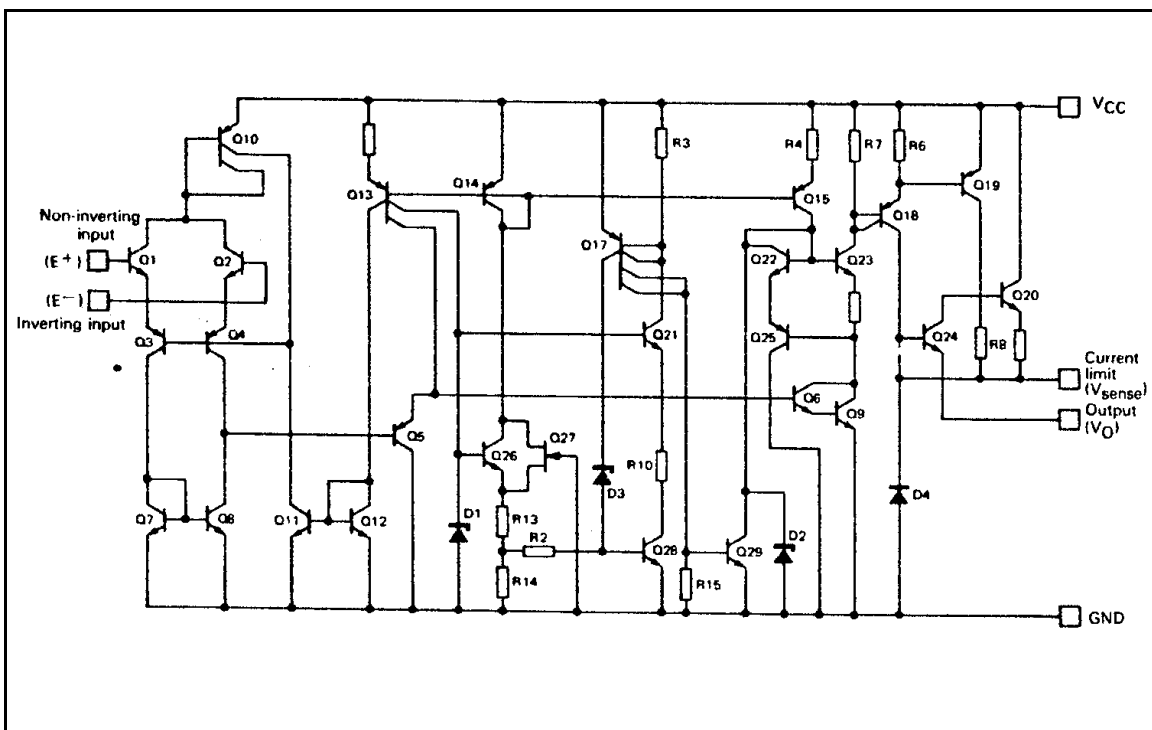 VCC
Q10
R3
R4
R7
R6
Q13
Q14
Q15
Q19
Q18
Non-inverting
input
(E+)
Q1
Q2
Q17
Q22
Q23
(E−)
Inverting input
Q20
Q3
Q4
Q21
Q25
Q24
R8
Current
limit
(Vsense)
Q6
Q9
Output
(VO)
Q5
Q26
Q27
R10
D3
D4
Q7
Q8
Q11
Q12
D1
R13
R2
R14
Q28
R15
Q29
D2
GND